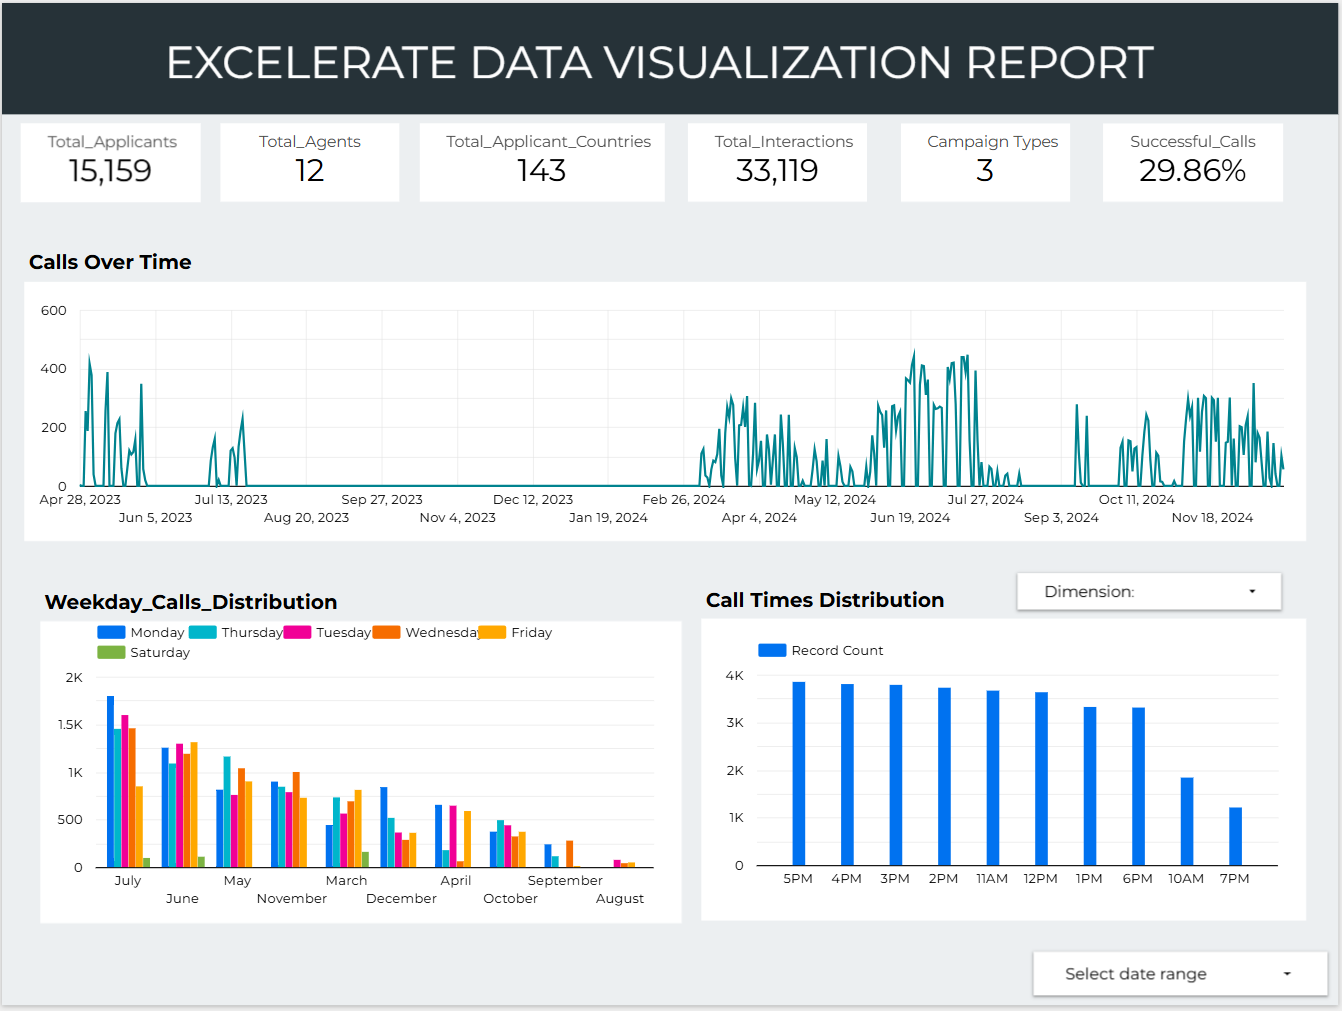 EXCELERATE DATA VISUALIZATION REPORT
Total_Applicants Total_Agents Total_Applicant_Countries Total_Interactions Campaign Types Successful_Calls
15,159 12 143 33,119 3 29.86%
Calls Over Time
600
400
200
0
Apr 28, 2023 Jul 13, 2023 Sep 27, 2023 Dec 12, 2023 Feb 26, 2024 May 12, 2024 Jul 27, 2024 Oct 11, 2024
Jun 5, 2023 Aug 20, 2023 Nov 4, 2023 Jan 19, 2024 Apr 4, 2024 Jun 19, 2024 Sep 3, 2024 Nov 18, 2024
Weekday_Calls_Distribution
Monday Thursday Tuesday Wednesday Friday
Saturday
2K
1.5K
1K
500
0
July May March April September
June November December October August
Dimension:
Call Times Distribution
Record Count
4K
3K
2K
1K
0
5PM 4PM 3PM 2PM 11AM 12PM 1PM 6PM 10AM 7PM
Select date range